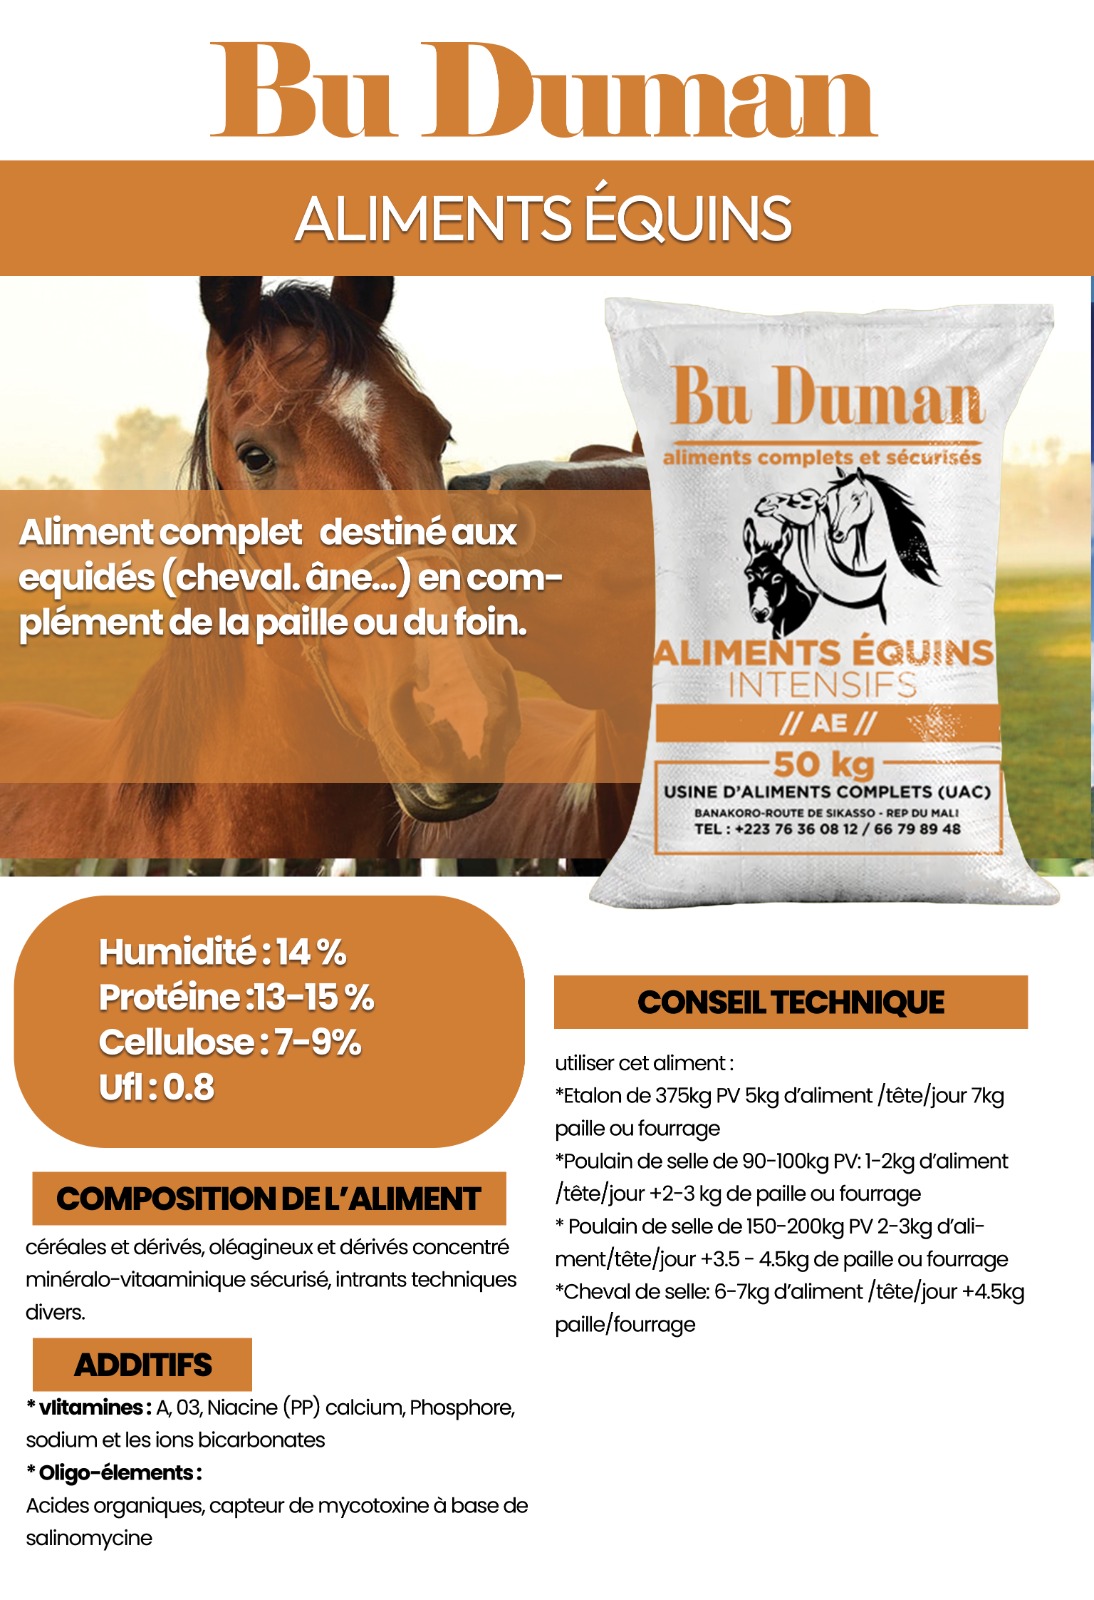 Bu Duman
ALIMENTS ÉQUINS
Aliment complet destiné aux
equidés (cheval. âne...) en com-
plément de la paille ou du foin.
Bu Duman
aliments complets et sécurisés
ALIMENTS ÉQUINS
INTENSIFS
// AE //
50 kg
USINE D'ALIMENTS COMPLETS (UAC)
BANAKORO-ROUTE DE SIKASSO - REP DU MALI
TEL : +223 76 36 08 12 / 66 79 89 48
Humidité : 14 %
Protéine :13-15 %
Cellulose : 7-9%
Ufl : 0.8
COMPOSITION DE L'ALIMENT
céréales et dérivés, oléagineux et dérivés concentré
minéralo-vitaaminique sécurisé, intrants techniques
divers.
ADDITIFS
* vlitamines : A, 03, Niacine (PP) calcium, Phosphore,
sodium et les ions bicarbonates
* Oligo-élements :
Acides organiques, capteur de mycotoxine à base de
salinomycine
CONSEIL TECHNIQUE
utiliser cet aliment :
*Etalon de 375kg PV 5kg d'aliment /tête/jour 7kg
paille ou fourrage
*Poulain de selle de 90-100kg PV: 1-2kg d'aliment
/tête/jour +2-3 kg de paille ou fourrage
* Poulain de selle de 150-200kg PV 2-3kg d'ali-
ment/tête/jour +3.5 - 4.5kg de paille ou fourrage
*Cheval de selle: 6-7kg d'aliment /tête/jour +4.5kg
paille/fourrage